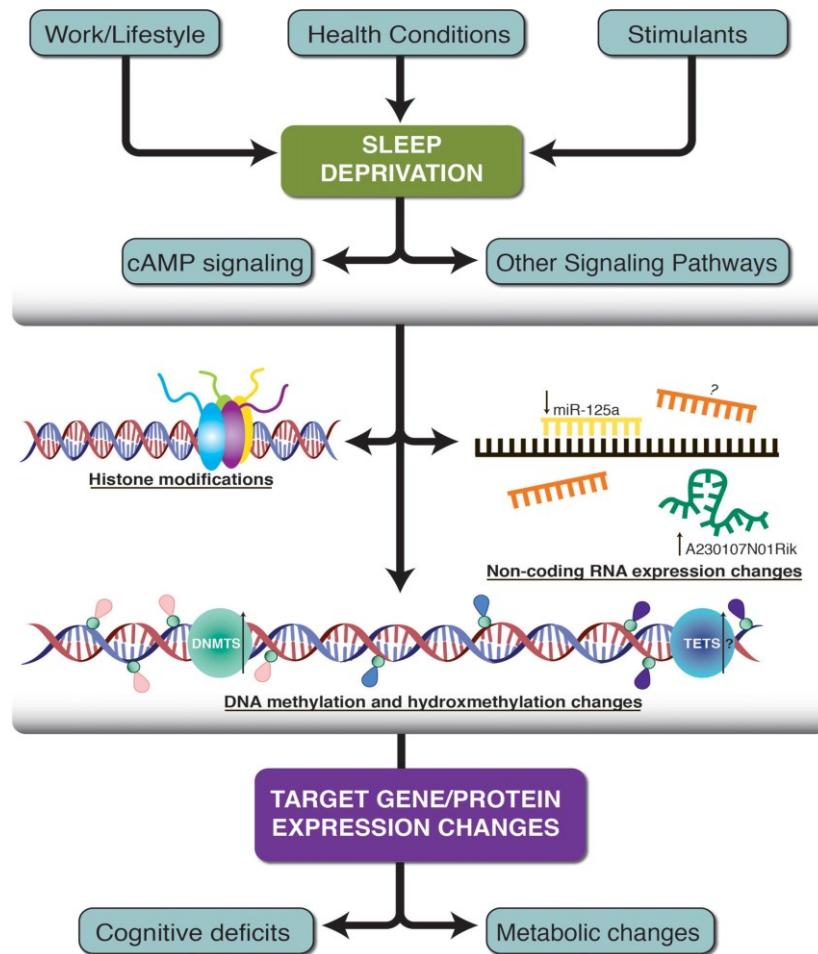 Work/Lifestyle
Health Conditions
Stimulants
SLEEP
DEPRIVATION
cAMP signaling
Other Signaling Pathways
Histone modifications
miR-125a
?
A230107N01Rik
Non-coding RNA expression changes
DNMTS
TETS
?
DNA methylation and hydroxmethylation changes
TARGET GENE/PROTEIN
EXPRESSION CHANGES
Cognitive deficits
Metabolic changes